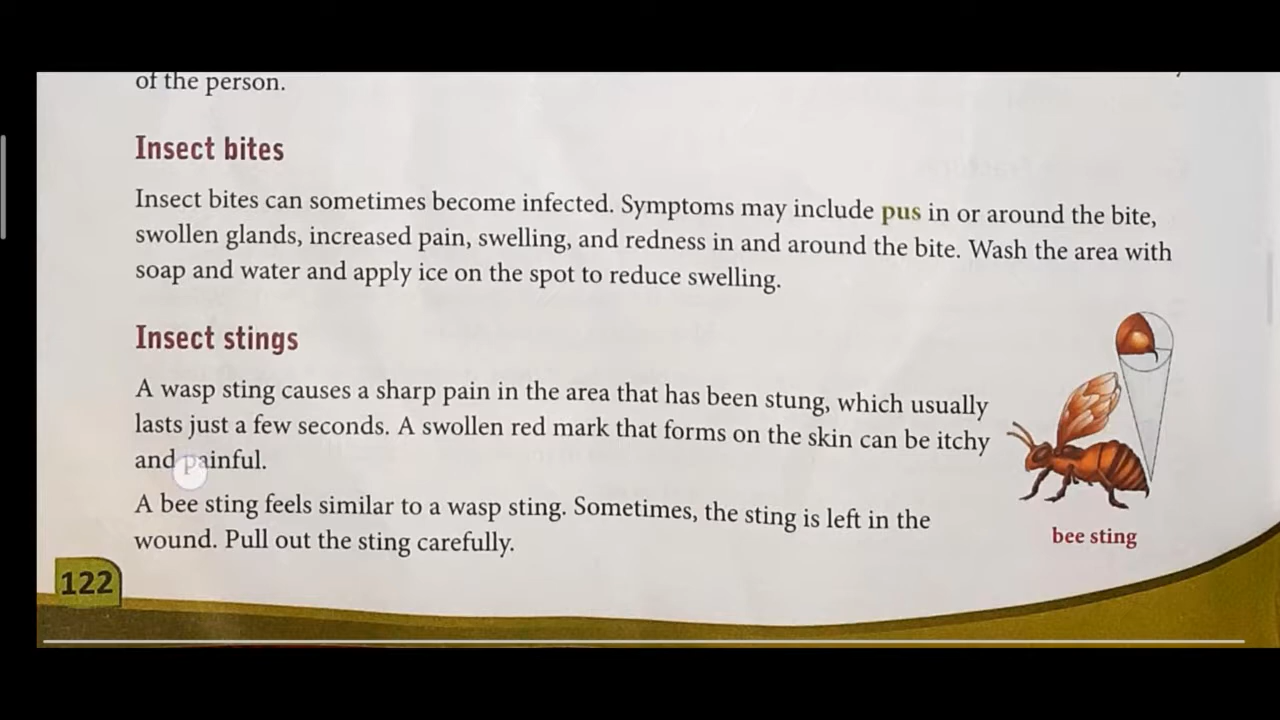 of the person.
Insect bites
Insect bites can sometimes become infected. Symptoms may include pus in or around the bite,
swollen glands, increased pain, swelling, and redness in and around the bite. Wash the area with
soap and water and apply ice on the spot to reduce swelling.
Insect stings
A wasp sting causes a sharp pain in the area that has been stung, which usually
lasts just a few seconds. A swollen red mark that forms on the skin can be itchy
and painful.
A bee sting feels similar to a wasp sting. Sometimes, the sting is left in the
wound. Pull out the sting carefully.
bee sting
122